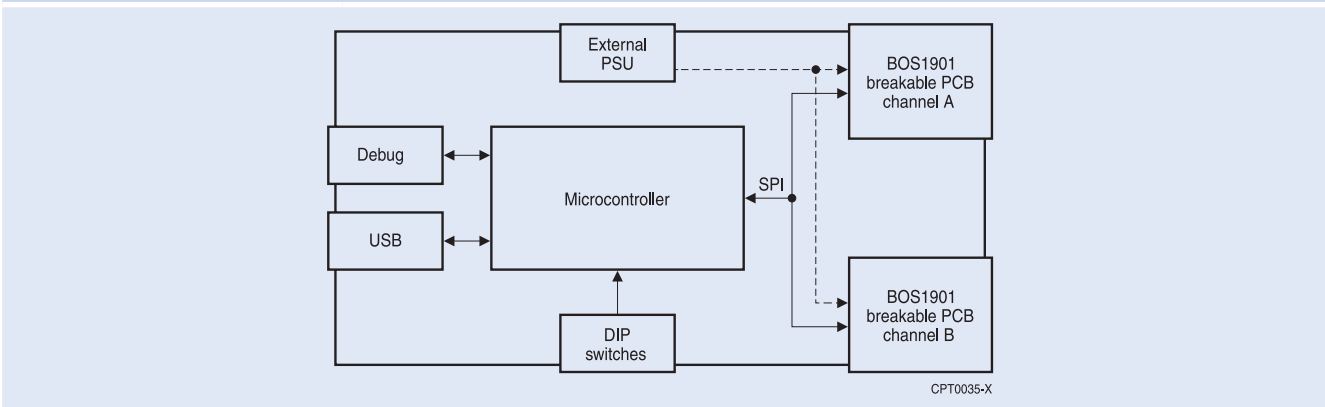 External
PSU
BOS1901
breakable PCB
channel A
Debug
Microcontroller
SPI
USB
DIP
switches
BOS1901
breakable PCB
channel B
CPT0035-X